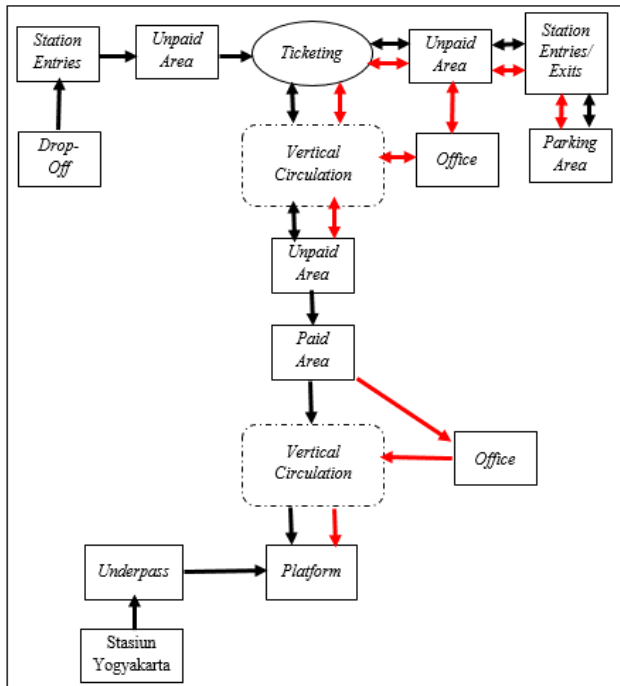 Station
Entries
Unpaid
Area
Ticketing
Unpaid
Area
Station
Entries/
Exits
Drop-
Off
Vertical
Circulation
Office
Parking
Area
Unpaid
Area
Paid
Area
Vertical
Circulation
Office
Underpass
Platform
Stasiun
Yogyakarta